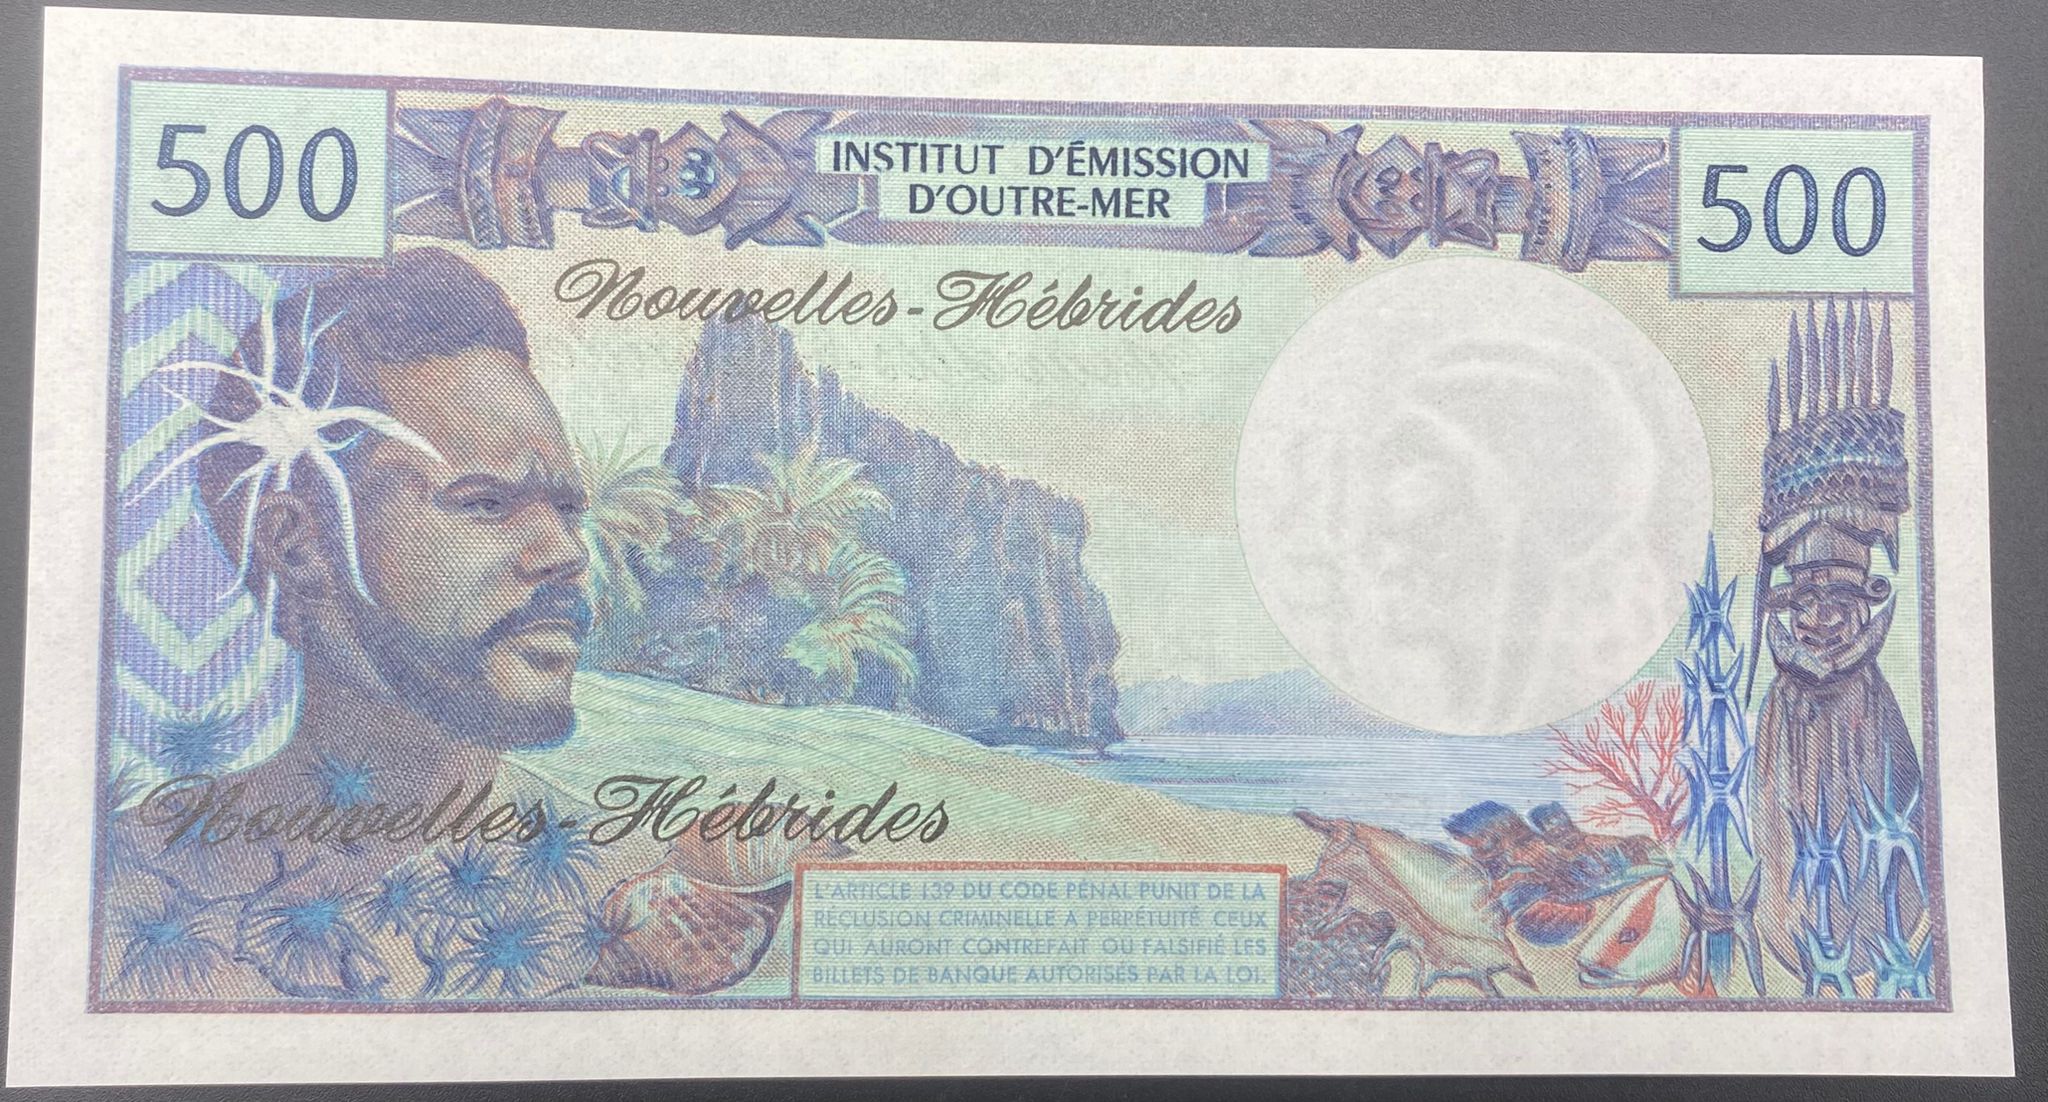 500
INSTITUT D'ÉMISSION
D'OUTRE-MER
500
Nouvelles-Hébrides
Nouvelles-Hébrides
L'ARTICLE 139 DU CODE PÉNAL PUNIT DE LA
RÉCLUSION CRIMINELLE A PERPÉTUITÉ CEUX
QUI AURONT CONTREFAIT OU FALSIFIÉ LES
BILLETS DE BANQUE AUTORISÉS PAR LA LOI.